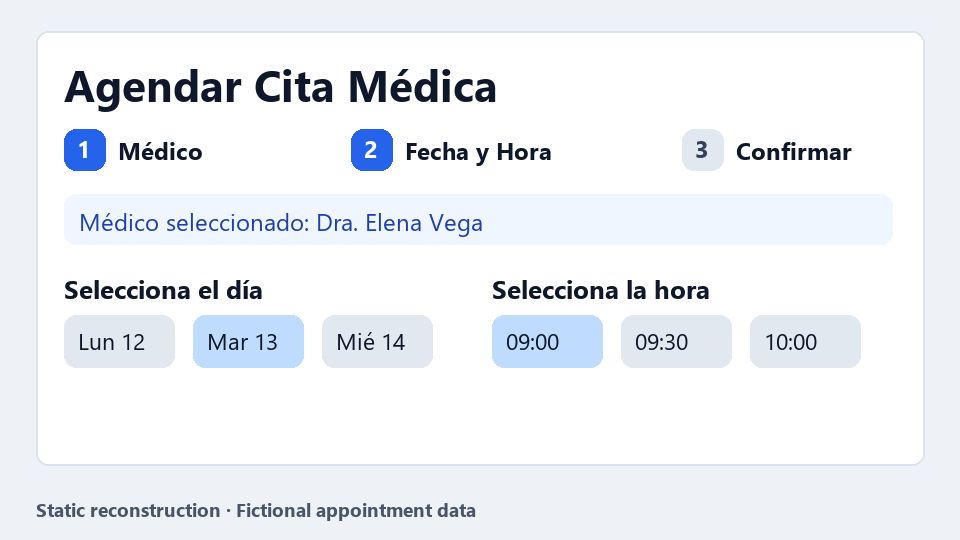 Agendar Cita Médica
1 Médico 2 Fecha y Hora 3 Confirmar
Médico seleccionado: Dra. Elena Vega
Selecciona el día
Lun 12 Mar 13 Mié 14
Selecciona la hora
09:00 09:30 10:00
Static reconstruction · Fictional appointment data